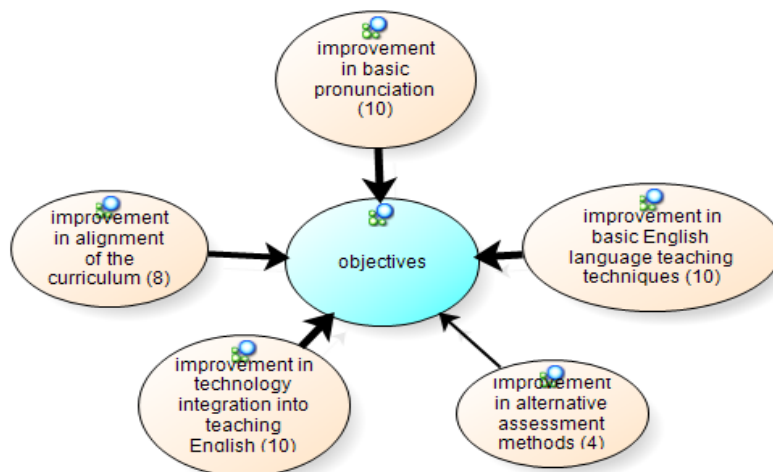 improvement
in basic
pronunciation
(10)
improvement
in alignment
of the
curriculum (8)
objectives
improvement in
basic English
language teaching
techniques (10)
improvement in
technology
integration into
teaching
English (10)
improvement
in alternative
assessment
methods (4)